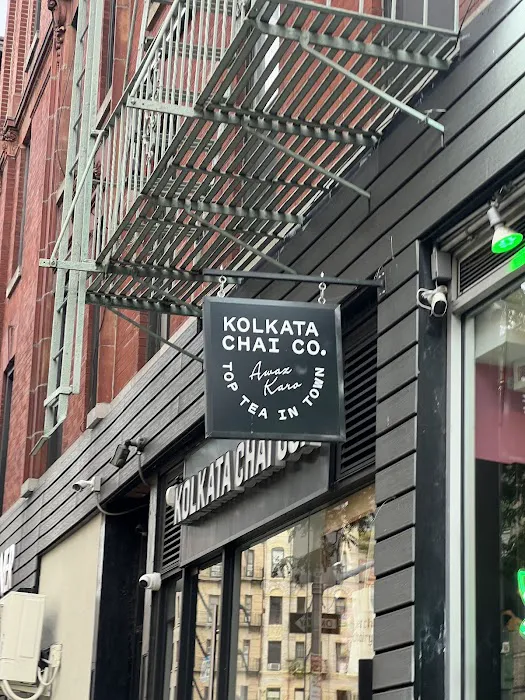 KOLKATA
CHAI CO.
Awaz
Karo
TOP TEA IN TOWN
KOLKATA CHAI CO.